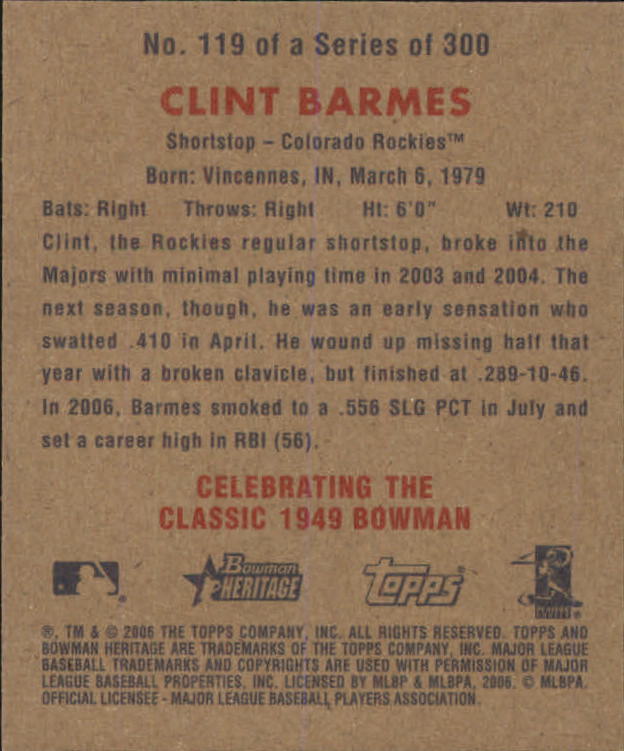 No. 119 of a Series of 300
CLINT BARMES
Shortstop – Colorado Rockies™
Born: Vincennes, IN, March 6, 1979
Bats: Right Throws: Right Ht: 6'0" Wt: 210
Clint, the Rockies regular shortstop, broke into the
Majors with minimal playing time in 2003 and 2004. The
next season, though, he was an early sensation who
swatted .410 in April. He wound up missing half that
year with a broken clavicle, but finished at .289-10-46.
In 2006, Barmes smoked to a .556 SLG PCT in July and
set a career high in RBI (56).
CELEBRATING THE
CLASSIC 1949 BOWMAN
Bowman
HERITAGE
topps®
®, TM & © 2006 THE TOPPS COMPANY, INC. ALL RIGHTS RESERVED. TOPPS AND
BOWMAN HERITAGE ARE TRADEMARKS OF THE TOPPS COMPANY, INC. MAJOR LEAGUE
BASEBALL TRADEMARKS AND COPYRIGHTS ARE USED WITH PERMISSION OF MAJOR
LEAGUE BASEBALL PROPERTIES, INC. LICENSED BY MLBP & MLBPA, 2006. © MLBPA.
OFFICIAL LICENSEE - MAJOR LEAGUE BASEBALL PLAYERS ASSOCIATION.